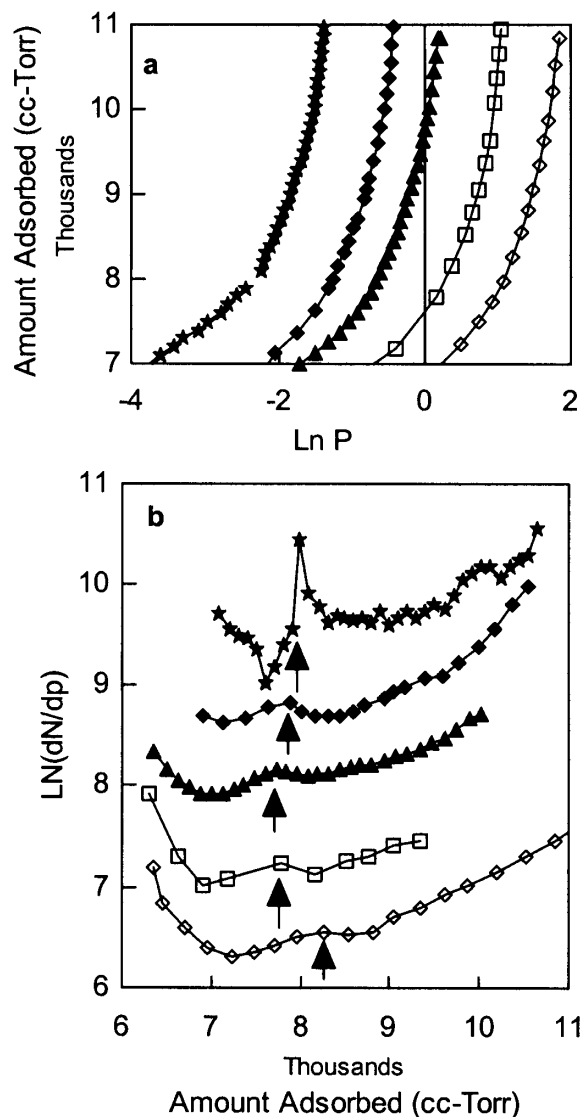 a
Amount Adsorbed (cc-Torr)
Thousands
11
10
9
8
7
-4
-2
0
2
Ln P
b
LN(dN/dp)
11
10
9
8
7
6
6
7
8
9
10
11
Thousands
Amount Adsorbed (cc-Torr)